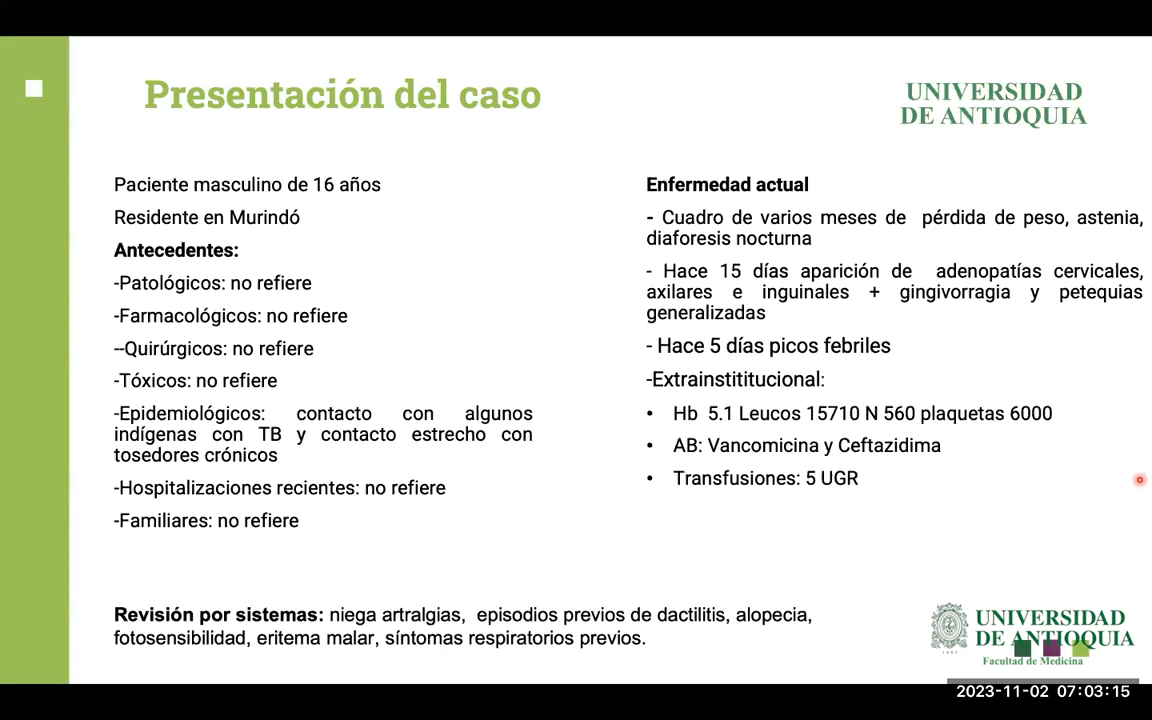 Presentación del caso
UNIVERSIDAD
DE ANTIOQUIA
Paciente masculino de 16 años
Residente en Murindó
Antecedentes:
-Patológicos: no refiere
-Farmacológicos: no refiere
--Quirúrgicos: no refiere
-Tóxicos: no refiere
-Epidemiológicos: contacto con algunos
indígenas con TB y contacto estrecho con
tosedores crónicos
-Hospitalizaciones recientes: no refiere
-Familiares: no refiere
Enfermedad actual
- Cuadro de varios meses de pérdida de peso, astenia,
diaforesis nocturna
- Hace 15 días aparición de adenopatías cervicales,
axilares e inguinales + gingivorragia y petequias
generalizadas
- Hace 5 días picos febriles
-Extrainstititucional:
• Hb 5.1 Leucos 15710 N 560 plaquetas 6000
• AB: Vancomicina y Ceftazidima
• Transfusiones: 5 UGR
Revisión por sistemas: niega artralgias, episodios previos de dactilitis, alopecia,
fotosensibilidad, eritema malar, síntomas respiratorios previos.
UNIVERSIDAD
DE ANTIOQUIA
Facultad de Medicina
2023-11-02 07:03:15